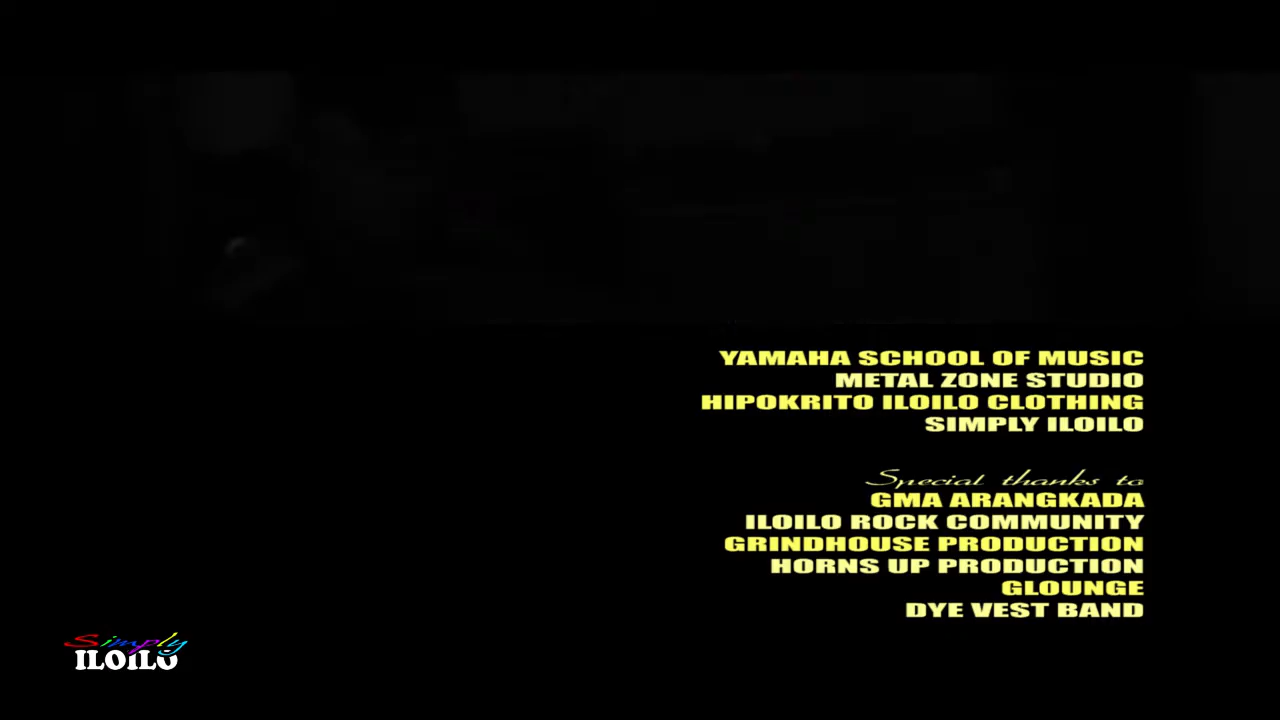 YAMAHA SCHOOL OF MUSIC
METAL ZONE STUDIO
HIPOKRITO ILOILO CLOTHING
SIMPLY ILOILO
Special thanks to
GMA ARANGKADA
ILOILO ROCK COMMUNITY
GRINDHOUSE PRODUCTION
HORNS UP PRODUCTION
GLOUNGE
DYE VEST BAND
Simply
ILOILO